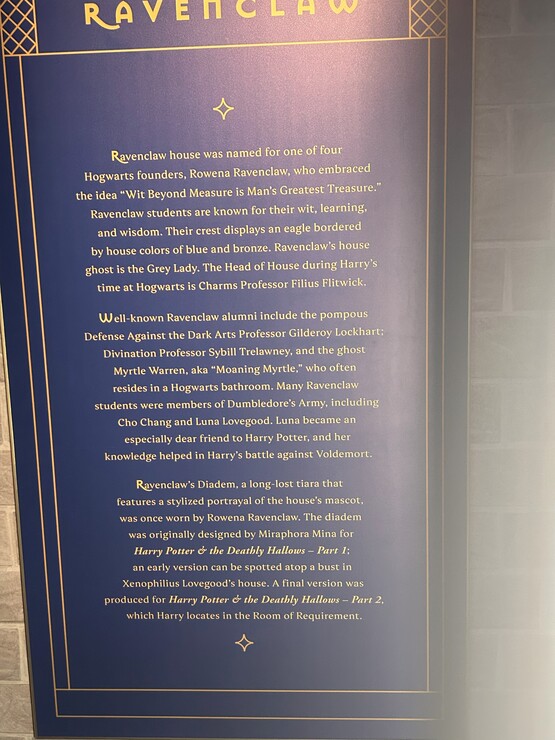 RAVENCLAW
Ravenclaw house was named for one of four
Hogwarts founders, Rowena Ravenclaw, who embraced
the idea “Wit Beyond Measure is Man’s Greatest Treasure.”
Ravenclaw students are known for their wit, learning,
and wisdom. Their crest displays an eagle bordered
by house colors of blue and bronze. Ravenclaw’s house
ghost is the Grey Lady. The Head of House during Harry’s
time at Hogwarts is Charms Professor Filius Flitwick.
Well-known Ravenclaw alumni include the pompous
Defense Against the Dark Arts Professor Gilderoy Lockhart;
Divination Professor Sybill Trelawney, and the ghost
Myrtle Warren, aka “Moaning Myrtle,” who often
resides in a Hogwarts bathroom. Many Ravenclaw
students were members of Dumbledore’s Army, including
Cho Chang and Luna Lovegood. Luna became an
especially dear friend to Harry Potter, and her
knowledge helped in Harry’s battle against Voldemort.
Ravenclaw’s Diadem, a long-lost tiara that
features a stylized portrayal of the house’s mascot,
was once worn by Rowena Ravenclaw. The diadem
was originally designed by Miraphora Mina for
Harry Potter & the Deathly Hallows – Part 1;
an early version can be spotted atop a bust in
Xenophilius Lovegood’s house. A final version was
produced for Harry Potter & the Deathly Hallows – Part 2,
which Harry locates in the Room of Requirement.